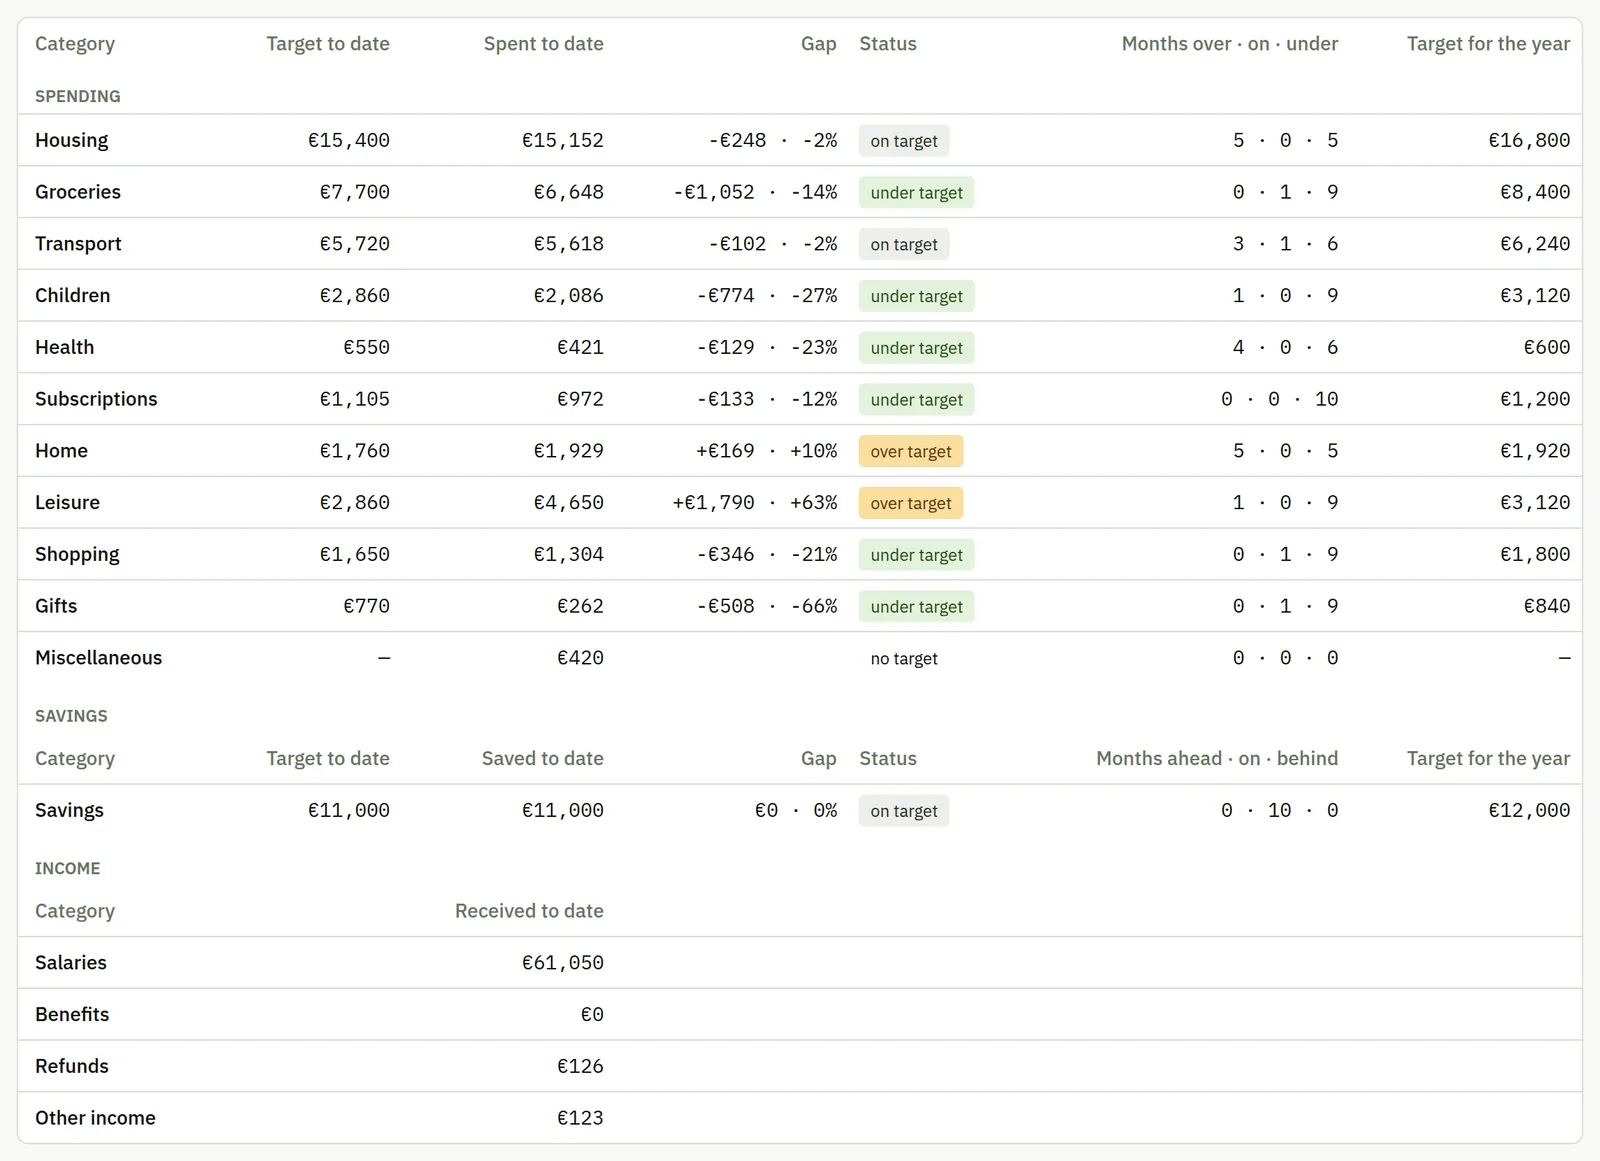 Category Target to date Spent to date Gap Status Months over · on · under Target for the year
SPENDING
Housing €15,400 €15,152 -€248 · -2% on target 5 · 0 · 5 €16,800
Groceries €7,700 €6,648 -€1,052 · -14% under target 0 · 1 · 9 €8,400
Transport €5,720 €5,618 -€102 · -2% on target 3 · 1 · 6 €6,240
Children €2,860 €2,086 -€774 · -27% under target 1 · 0 · 9 €3,120
Health €550 €421 -€129 · -23% under target 4 · 0 · 6 €600
Subscriptions €1,105 €972 -€133 · -12% under target 0 · 0 · 10 €1,200
Home €1,760 €1,929 +€169 · +10% over target 5 · 0 · 5 €1,920
Leisure €2,860 €4,650 +€1,790 · +63% over target 1 · 0 · 9 €3,120
Shopping €1,650 €1,304 -€346 · -21% under target 0 · 1 · 9 €1,800
Gifts €770 €262 -€508 · -66% under target 0 · 1 · 9 €840
Miscellaneous — €420 no target 0 · 0 · 0 —
SAVINGS
Category Target to date Saved to date Gap Status Months ahead · on · behind Target for the year
Savings €11,000 €11,000 €0 · 0% on target 0 · 10 · 0 €12,000
INCOME
Category Received to date
Salaries €61,050
Benefits €0
Refunds €126
Other income €123